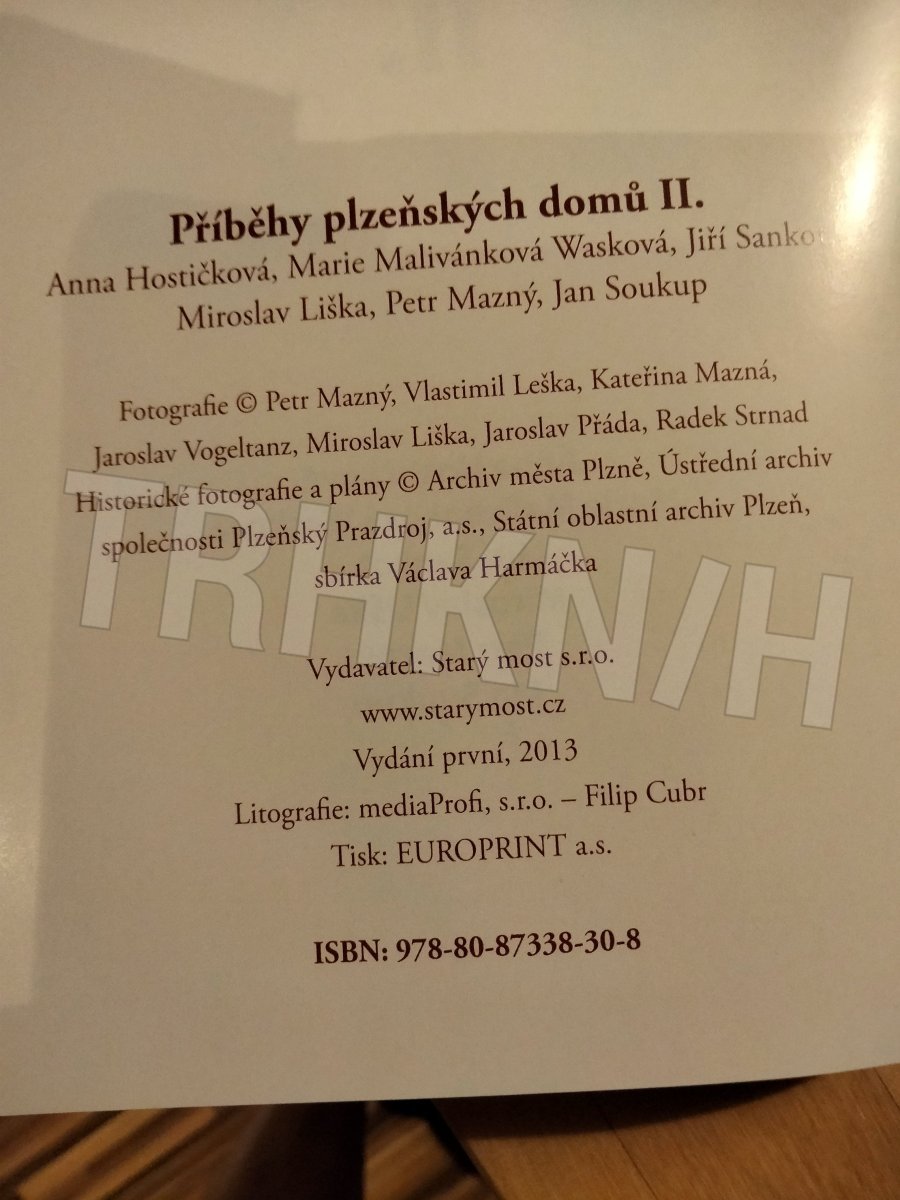 Příběhy plzeňských domů II.
Anna Hostičková, Marie Malivánková Wasková, Jiří
Miroslav Liška, Petr Mazný, Jan Soukup
Fotografie © Petr Mazný, Vlastimil Leška, Kateřina Mazná,
Jaroslav Vogeltanz, Miroslav Liška, Jaroslav Přáda, Radek Strnad
Historické fotografie a plány © Archiv města Plzně, Ústřední archiv
společnosti Plzeňský Prazdroj, a.s., Státní oblastní archiv Plzeň,
sbírka Václava Harmáčka
TRHKN/H
Vydavatel: Starý most s.r.o.
www.starymost.cz
Vydání první, 2013
Litografie: mediaProfi, s.r.o. – Filip Cubr
Tisk: EUROPRINT a.s.
ISBN: 978-80-87338-30-8